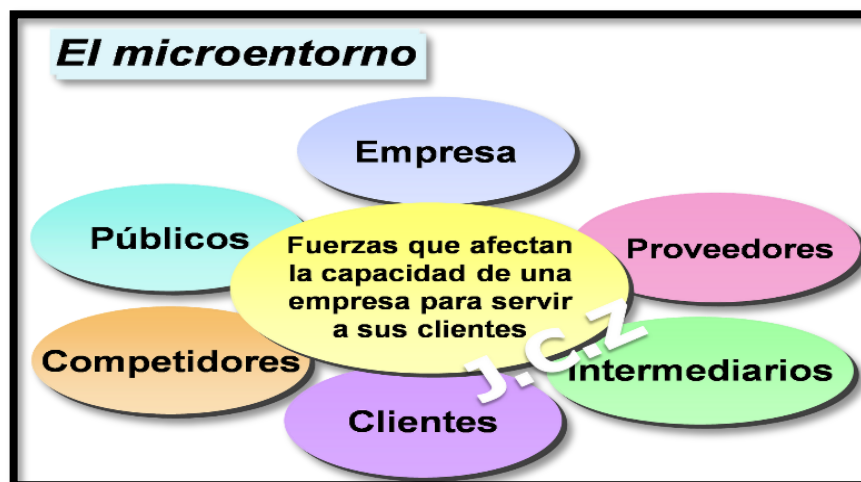 El microentorno
Empresa
Públicos
Fuerzas que afectan
la capacidad de una
empresa para servir
a sus clientes
Proveedores
Competidores
Intermediarios
Clientes
J.C.Z